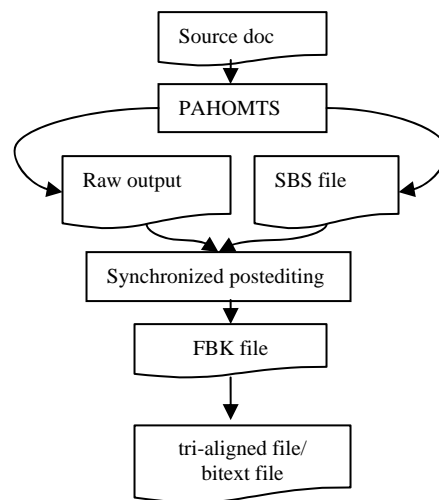 Source doc
PAHOMTS
Raw output
SBS file
Synchronized postediting
FBK file
tri-aligned file/
bitext file